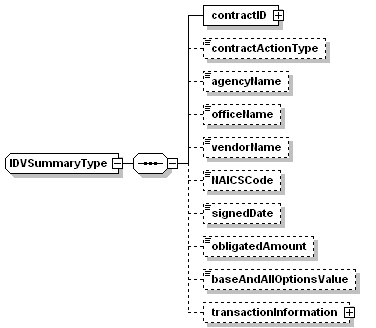 contractID
contractActionType
agencyName
officeName
vendorName
IDVSummaryType
NAICSCode
signedDate
obligatedAmount
baseAndAllOptionsValue
transactionInformation